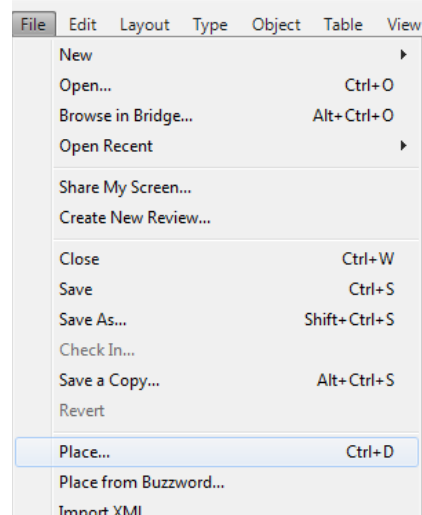 File Edit Layout Type Object Table View
New
Open... Ctrl+O
Browse in Bridge... Alt+Ctrl+O
Open Recent
Share My Screen...
Create New Review...
Close Ctrl+W
Save Ctrl+S
Save As... Shift+Ctrl+S
Check In...
Save a Copy... Alt+Ctrl+S
Revert
Place... Ctrl+D
Place from Buzzword...
Import XML